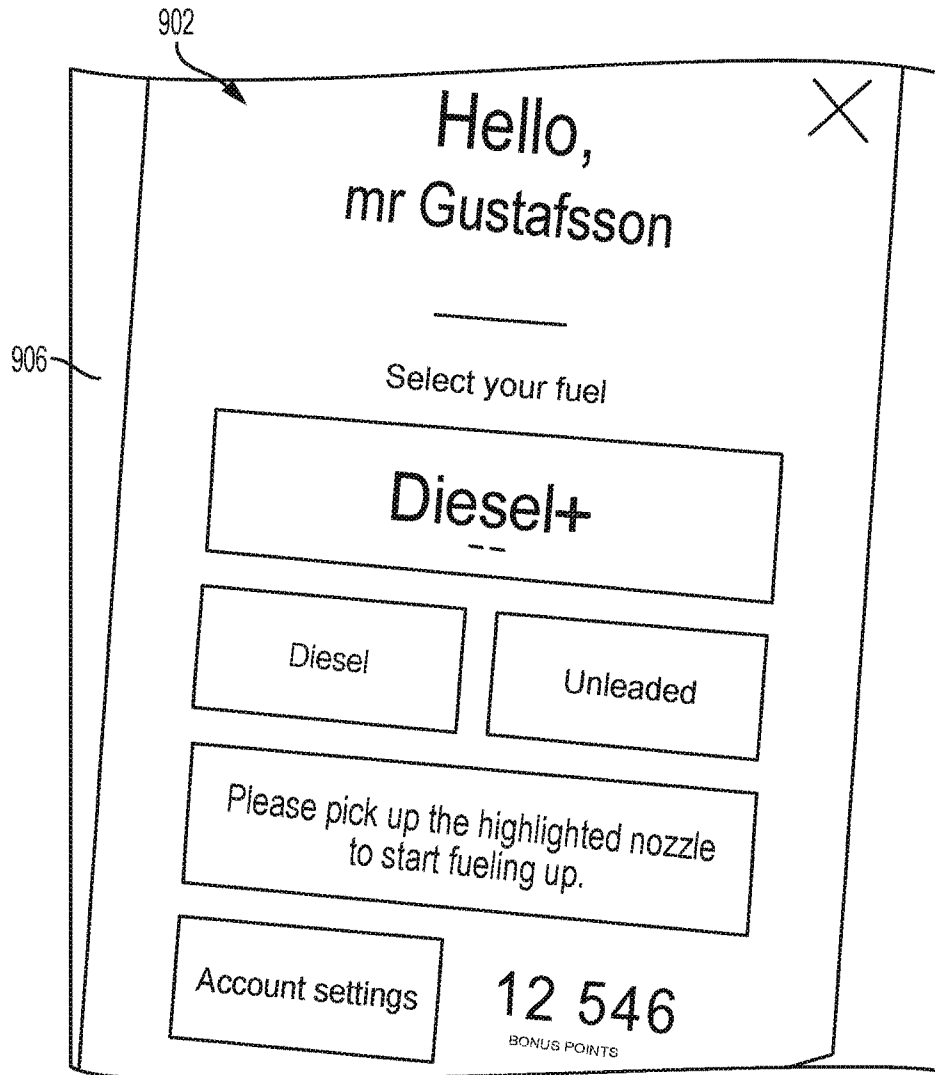 902
Hello,
mr Gustafsson
906
Select your fuel
Diesel+
Diesel
Unleaded
Please pick up the highlighted nozzle
to start fueling up.
Account settings
12 546
BONUS POINTS